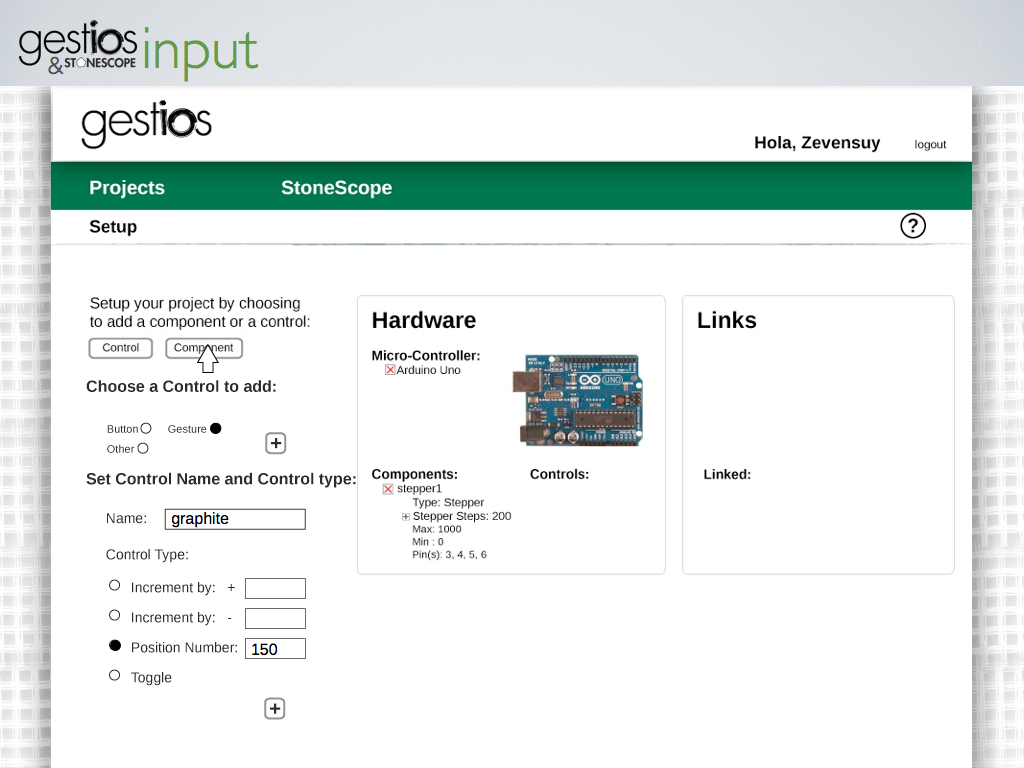 gestios
& STONESCOPE input
gestios
Hola, Zevensuy logout
Projects StoneScope
Setup
?
Setup your project by choosing
to add a component or a control:
Control Component
Choose a Control to add:
Button Gesture
Other
+
Set Control Name and Control type:
Name: graphite
Control Type:
Increment by: +
Increment by: -
Position Number: 150
Toggle
+
Hardware
Micro-Controller:
Arduino Uno
UNO
ARDUINO
Components:
stepper1
Type: Stepper
Stepper Steps: 200
Max: 1000
Min : 0
Pin(s): 3, 4, 5, 6
Controls:
Links
Linked: